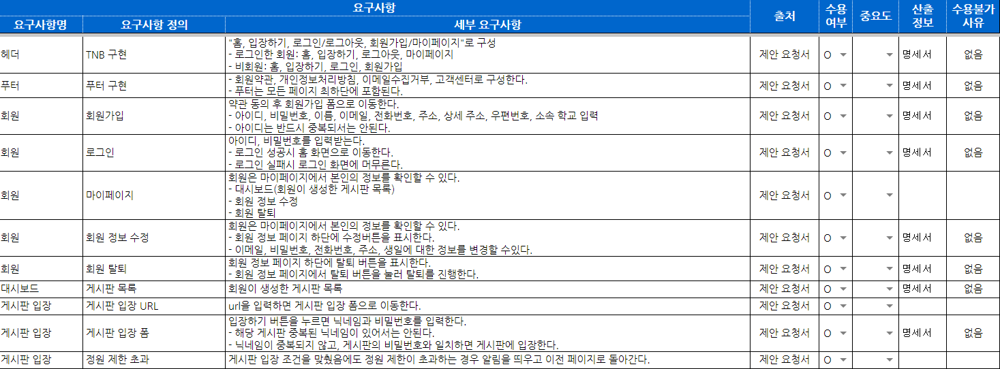 요구사항
출처
수용
여부
중요도
산출
정보
수용불가
사유
요구사항명
요구사항 정의
세부 요구사항
헤더
TNB 구현
"홈, 입장하기, 로그인/로그아웃, 회원가입/마이페이지"로 구성
- 로그인한 회원: 홈, 입장하기, 로그아웃, 마이페이지
- 비회원: 홈, 입장하기, 로그인, 회원가입
제안 요청서
O
명세서
없음
푸터
푸터 구현
- 회원약관, 개인정보처리방침, 이메일수집거부, 고객센터로 구성한다.
- 푸터는 모든 페이지 최하단에 포함된다.
제안 요청서
O
명세서
없음
회원
회원가입
약관 동의 후 회원가입 폼으로 이동한다.
- 아이디, 비밀번호, 이름, 이메일, 전화번호, 주소, 상세 주소, 우편번호, 소속 학교 입력
- 아이디는 반드시 중복되서는 안된다.
제안 요청서
O
명세서
없음
회원
로그인
아이디, 비밀번호를 입력받는다.
- 로그인 성공시 홈 화면으로 이동한다.
- 로그인 실패시 로그인 화면에 머무른다.
제안 요청서
O
명세서
없음
회원
마이페이지
회원은 마이페이지에서 본인의 정보를 확인할 수 있다.
- 대시보드(회원이 생성한 게시판 목록)
- 회원 정보 수정
- 회원 탈퇴
제안 요청서
O
회원
회원 정보 수정
회원은 마이페이지에서 본인의 정보를 확인할 수 있다.
- 회원 정보 페이지 하단에 수정버튼을 표시한다.
- 이메일, 비밀번호, 전화번호, 주소, 생일에 대한 정보를 변경할 수있다.
제안 요청서
O
명세서
없음
회원
회원 탈퇴
회원 정보 페이지 하단에 탈퇴 버튼을 표시한다.
- 회원 정보 페이지에서 탈퇴 버튼을 눌러 탈퇴를 진행한다.
제안 요청서
O
명세서
없음
대시보드
게시판 목록
회원이 생성한 게시판 목록
제안 요청서
O
명세서
없음
게시판 입장
게시판 입장 URL
url을 입력하면 게시판 입장 폼으로 이동한다.
제안 요청서
O
게시판 입장
게시판 입장 폼
입장하기 버튼을 누르면 닉네임과 비밀번호를 입력한다.
- 해당 게시판 중복된 닉네임이 있어서는 안된다.
- 닉네임이 중복되지 않고, 게시판의 비밀번호와 일치하면 게시판에 입장한다.
제안 요청서
O
명세서
없음
게시판 입장
정원 제한 초과
게시판 입장 조건을 맞췄음에도 정원 제한이 초과하는 경우 알림을 띄우고 이전 페이지로 돌아간다.
제안 요청서
O